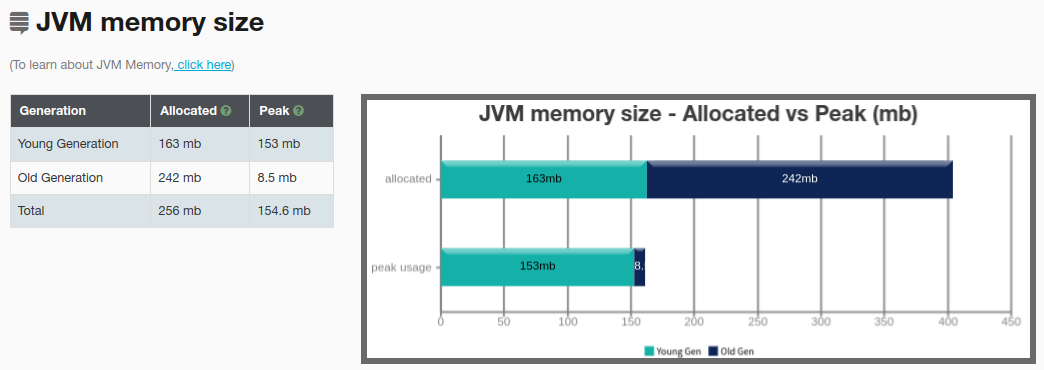 JVM memory size
(To learn about JVM Memory, click here)
Generation Allocated ? Peak ?
Young Generation 163 mb 153 mb
Old Generation 242 mb 8.5 mb
Total 256 mb 154.6 mb
JVM memory size - Allocated vs Peak (mb)
allocated 163mb 242mb
peak usage 153mb 8.
0 50 100 150 200 250 300 350 400 450
Young Gen Old Gen